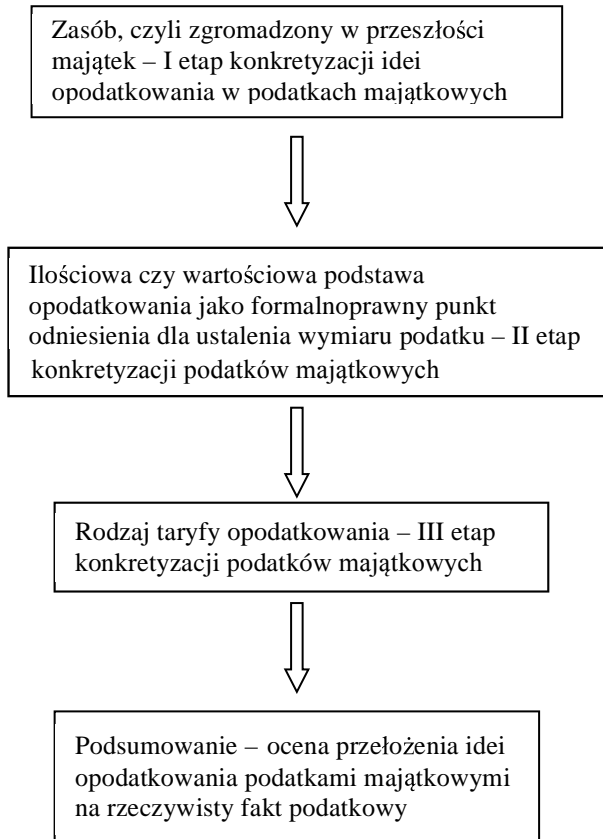 Zasób, czyli zgromadzony w przeszłości
majątek – I etap konkretyzacji idei
opodatkowania w podatkach majątkowych
Ilościowa czy wartościowa podstawa
opodatkowania jako formalnoprawny punkt
odniesienia dla ustalenia wymiaru podatku – II etap
konkretyzacji podatków majątkowych
Rodzaj taryfy opodatkowania – III etap
konkretyzacji podatków majątkowych
Podsumowanie – ocena przełożenia idei
opodatkowania podatkami majątkowymi
na rzeczywisty fakt podatkowy